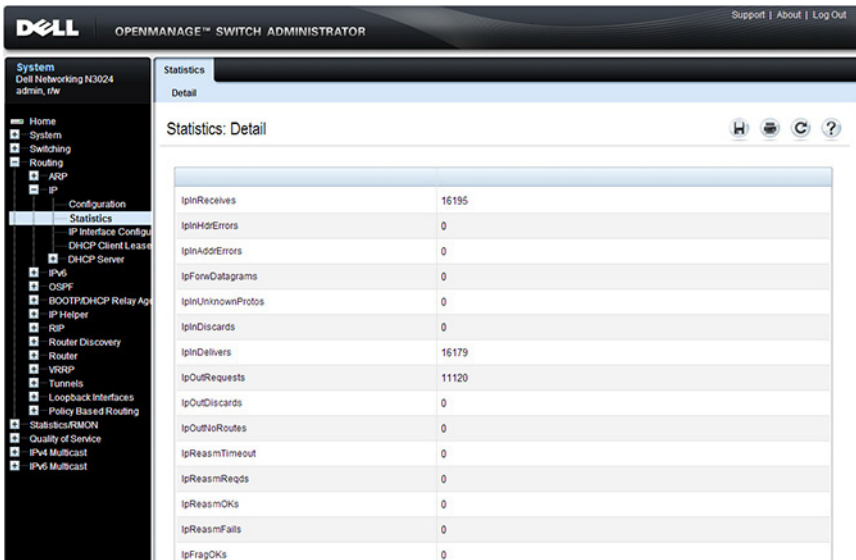 Support | About | Log Out
DELL
OPENMANAGE™ SWITCH ADMINISTRATOR
System
Dell Networking N3024
admin, r/w
Home
System
Switching
Routing
ARP
IP
Configuration
Statistics
IP Interface Configu
DHCP Client Lease
DHCP Server
IPv6
OSPF
BOOTP/DHCP Relay Age
IP Helper
RIP
Router Discovery
Router
VRRP
Tunnels
Loopback Interfaces
Policy Based Routing
Statistics/RMON
Quality of Service
IPv4 Multicast
IPv6 Multicast
Statistics
Detail
Statistics: Detail
IpInReceives 16195
IpInHdrErrors 0
IpInAddrErrors 0
IpForwDatagrams 0
IpInUnknownProtos 0
IpInDiscards 0
IpInDelivers 16179
IpOutRequests 11120
IpOutDiscards 0
IpOutNoRoutes 0
IpReasmTimeout 0
IpReasmReqds 0
IpReasmOKs 0
IpReasmFails 0
IpFragOKs 0